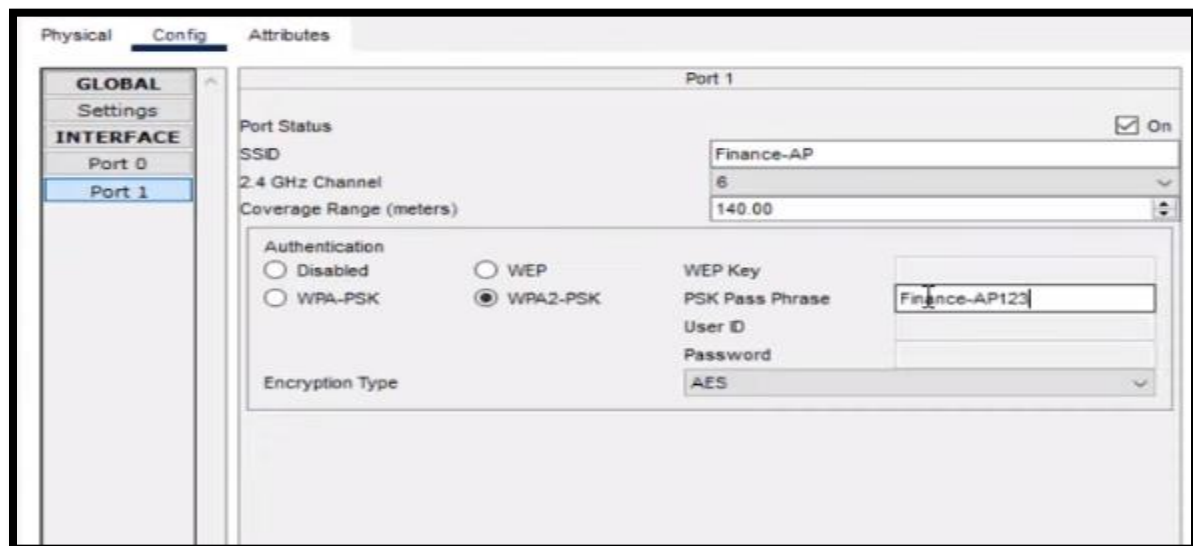 Physical Config Attributes
GLOBAL
Settings
INTERFACE
Port 0
Port 1
Port 1
Port Status On
SSID Finance-AP
2.4 GHz Channel 6
Coverage Range (meters) 140.00
Authentication
Disabled WEP WEP Key
WPA-PSK WPA2-PSK PSK Pass Phrase Finance-AP123
User ID
Password
Encryption Type AES